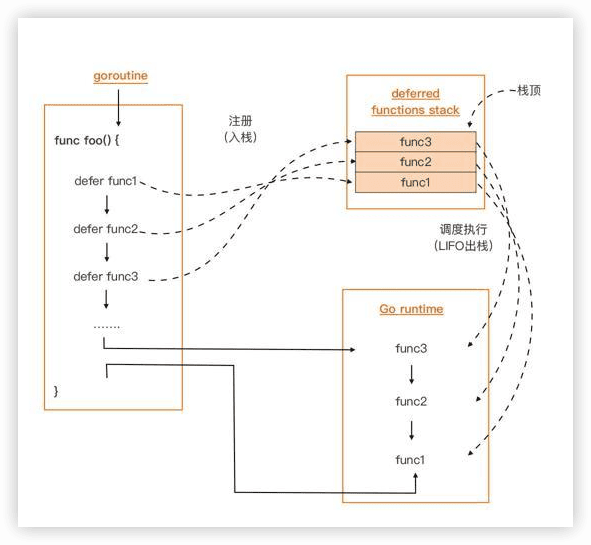 goroutine
func foo() {
defer func1
defer func2
defer func3
.......
}
注册
（入栈）
deferred
functions stack
栈顶
func3
func2
func1
调度执行
（LIFO出栈）
Go runtime
func3
func2
func1